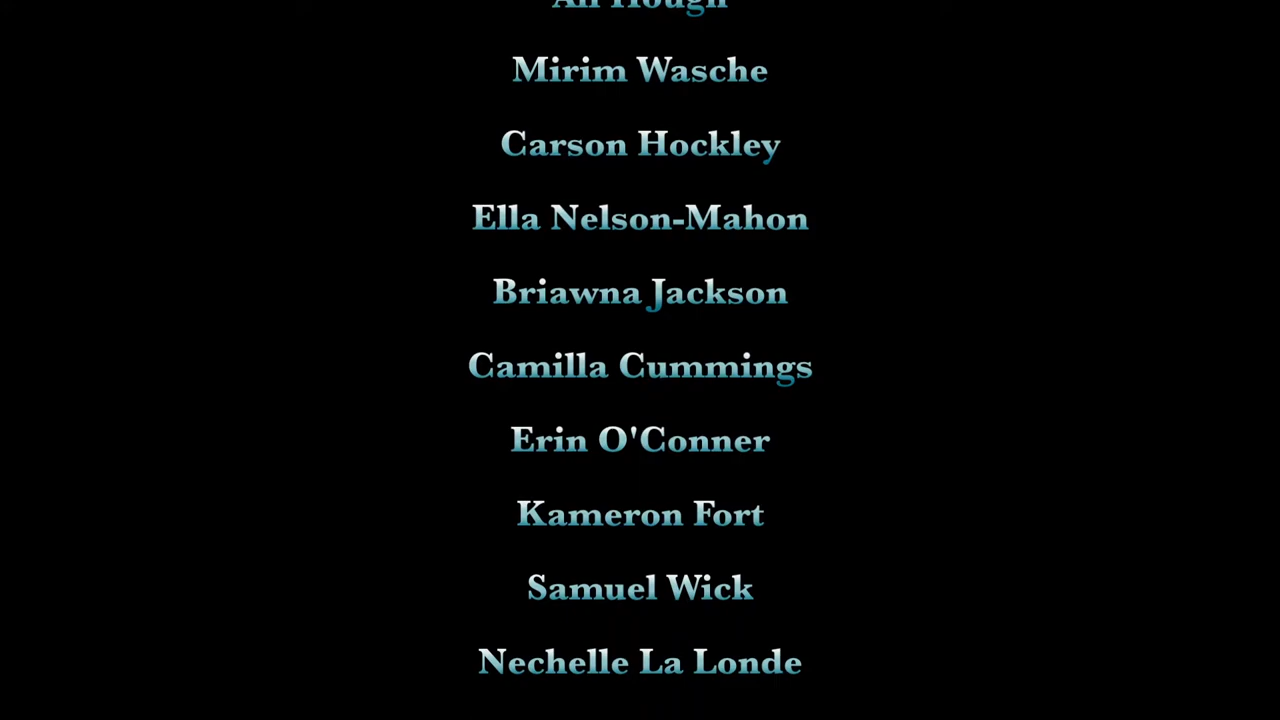 Hough
Mirim Wasche
Carson Hockley
Ella Nelson-Mahon
Briawna Jackson
Camilla Cummings
Erin O'Conner
Kameron Fort
Samuel Wick
Nechelle La Londe